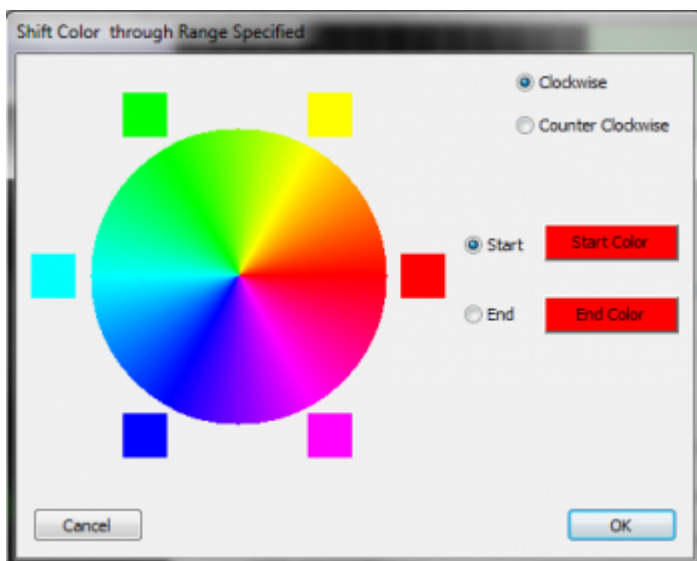 Shift Color  through Range Specified
Clockwise
Counter Clockwise
Start
Start Color
End
End Color
Cancel
OK